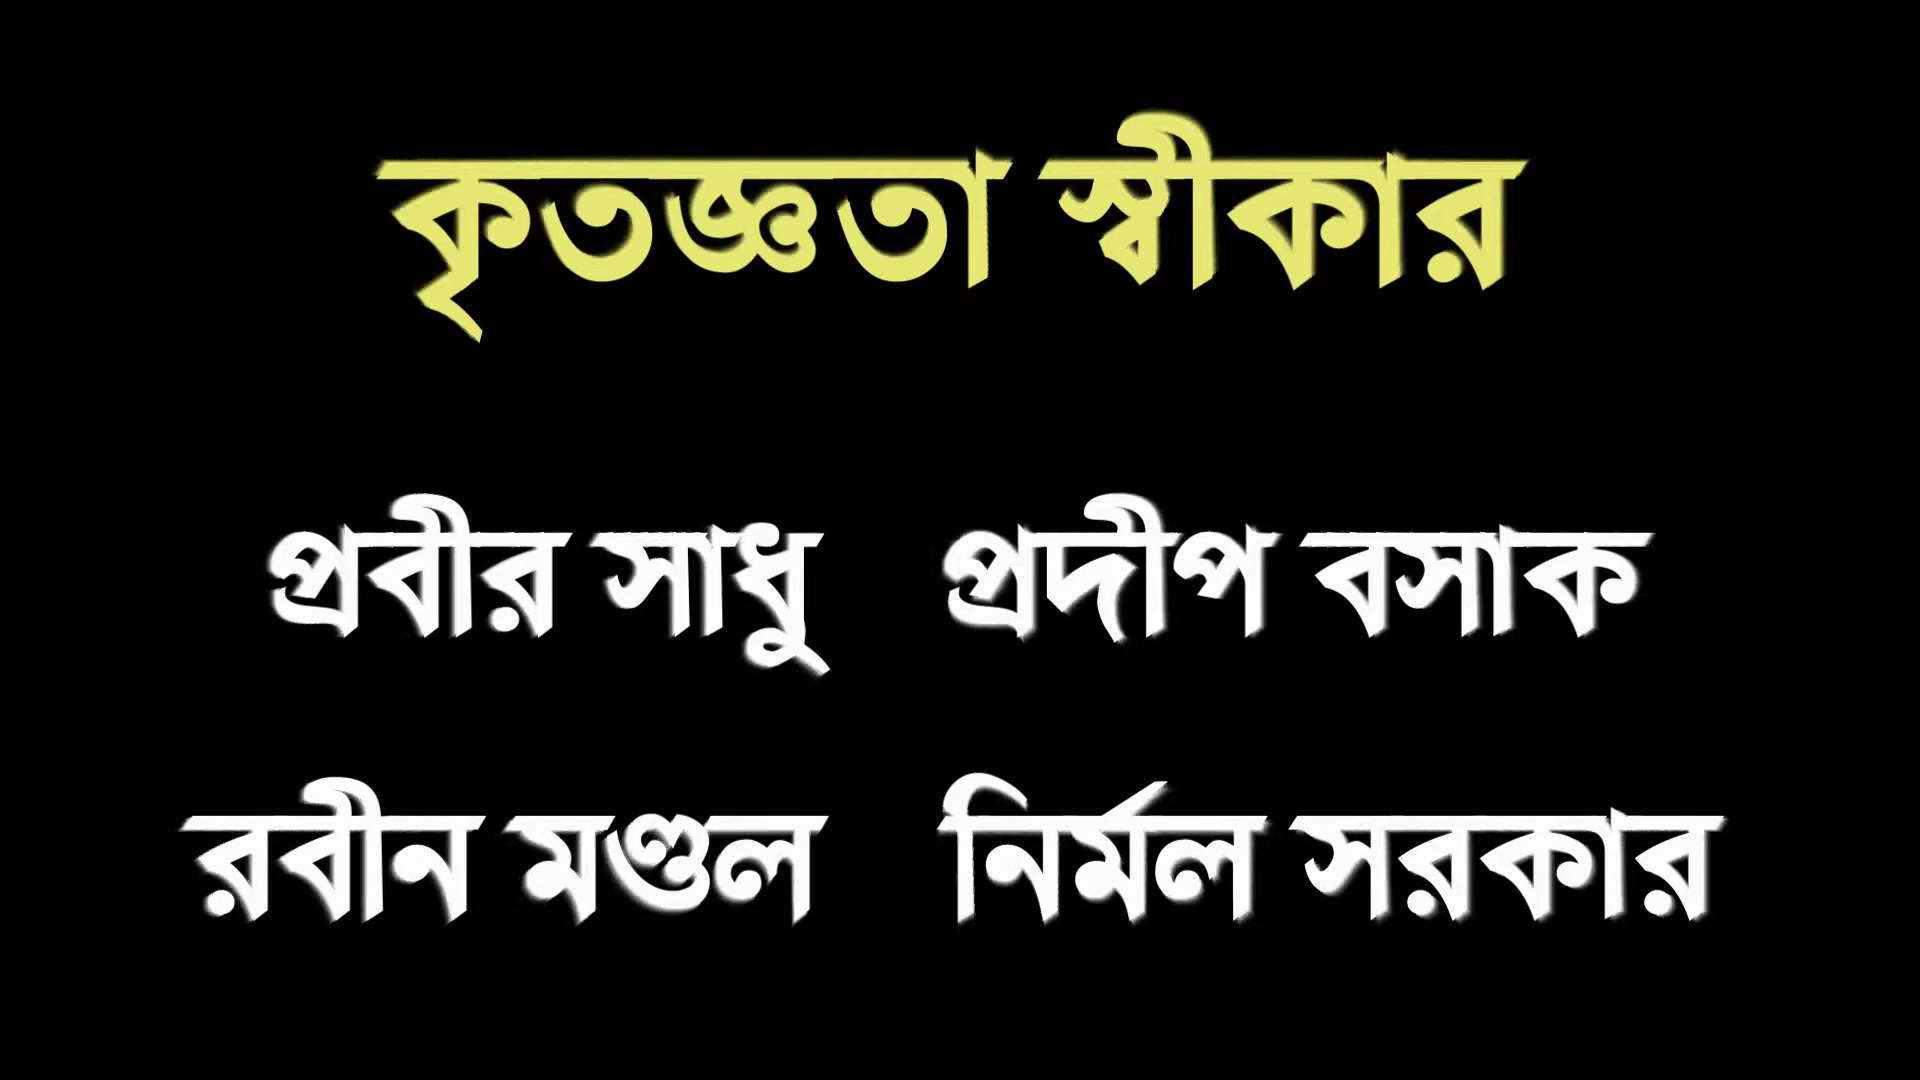 কৃতজ্ঞতা স্বীকার
প্রবীর সাধু প্রদীপ বসাক
রবীন মণ্ডল নির্মল সরকার